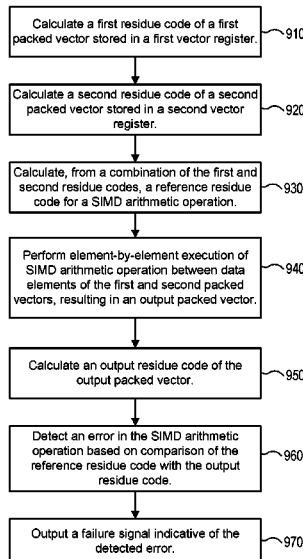 Calculate a first residue code of a first
packed vector stored in a first vector register.
910
Calculate a second residue code of a second
packed vector stored in a second vector
register.
920
Calculate, from a combination of the first and
second residue codes, a reference residue
code for a SIMD arithmetic operation.
930
Perform element-by-element execution of
SIMD arithmetic operation between data
elements of the first and second packed
vectors, resulting in an output packed vector.
940
Calculate an output residue code of the
output packed vector.
950
Detect an error in the SIMD arithmetic
operation based on comparison of the
reference residue code with the output
residue code.
960
Output a failure signal indicative of the
detected error.
970